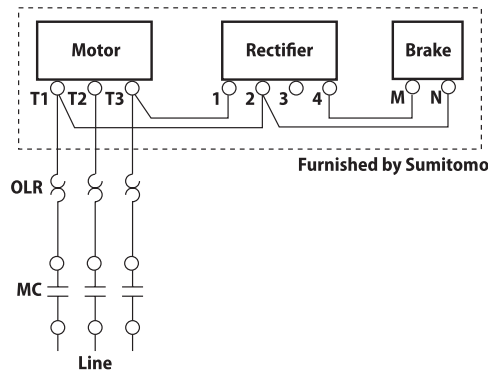 Motor
Rectifier
Brake
T1 T2 T3
1 2 3 4
M N
Furnished by Sumitomo
OLR
MC
Line